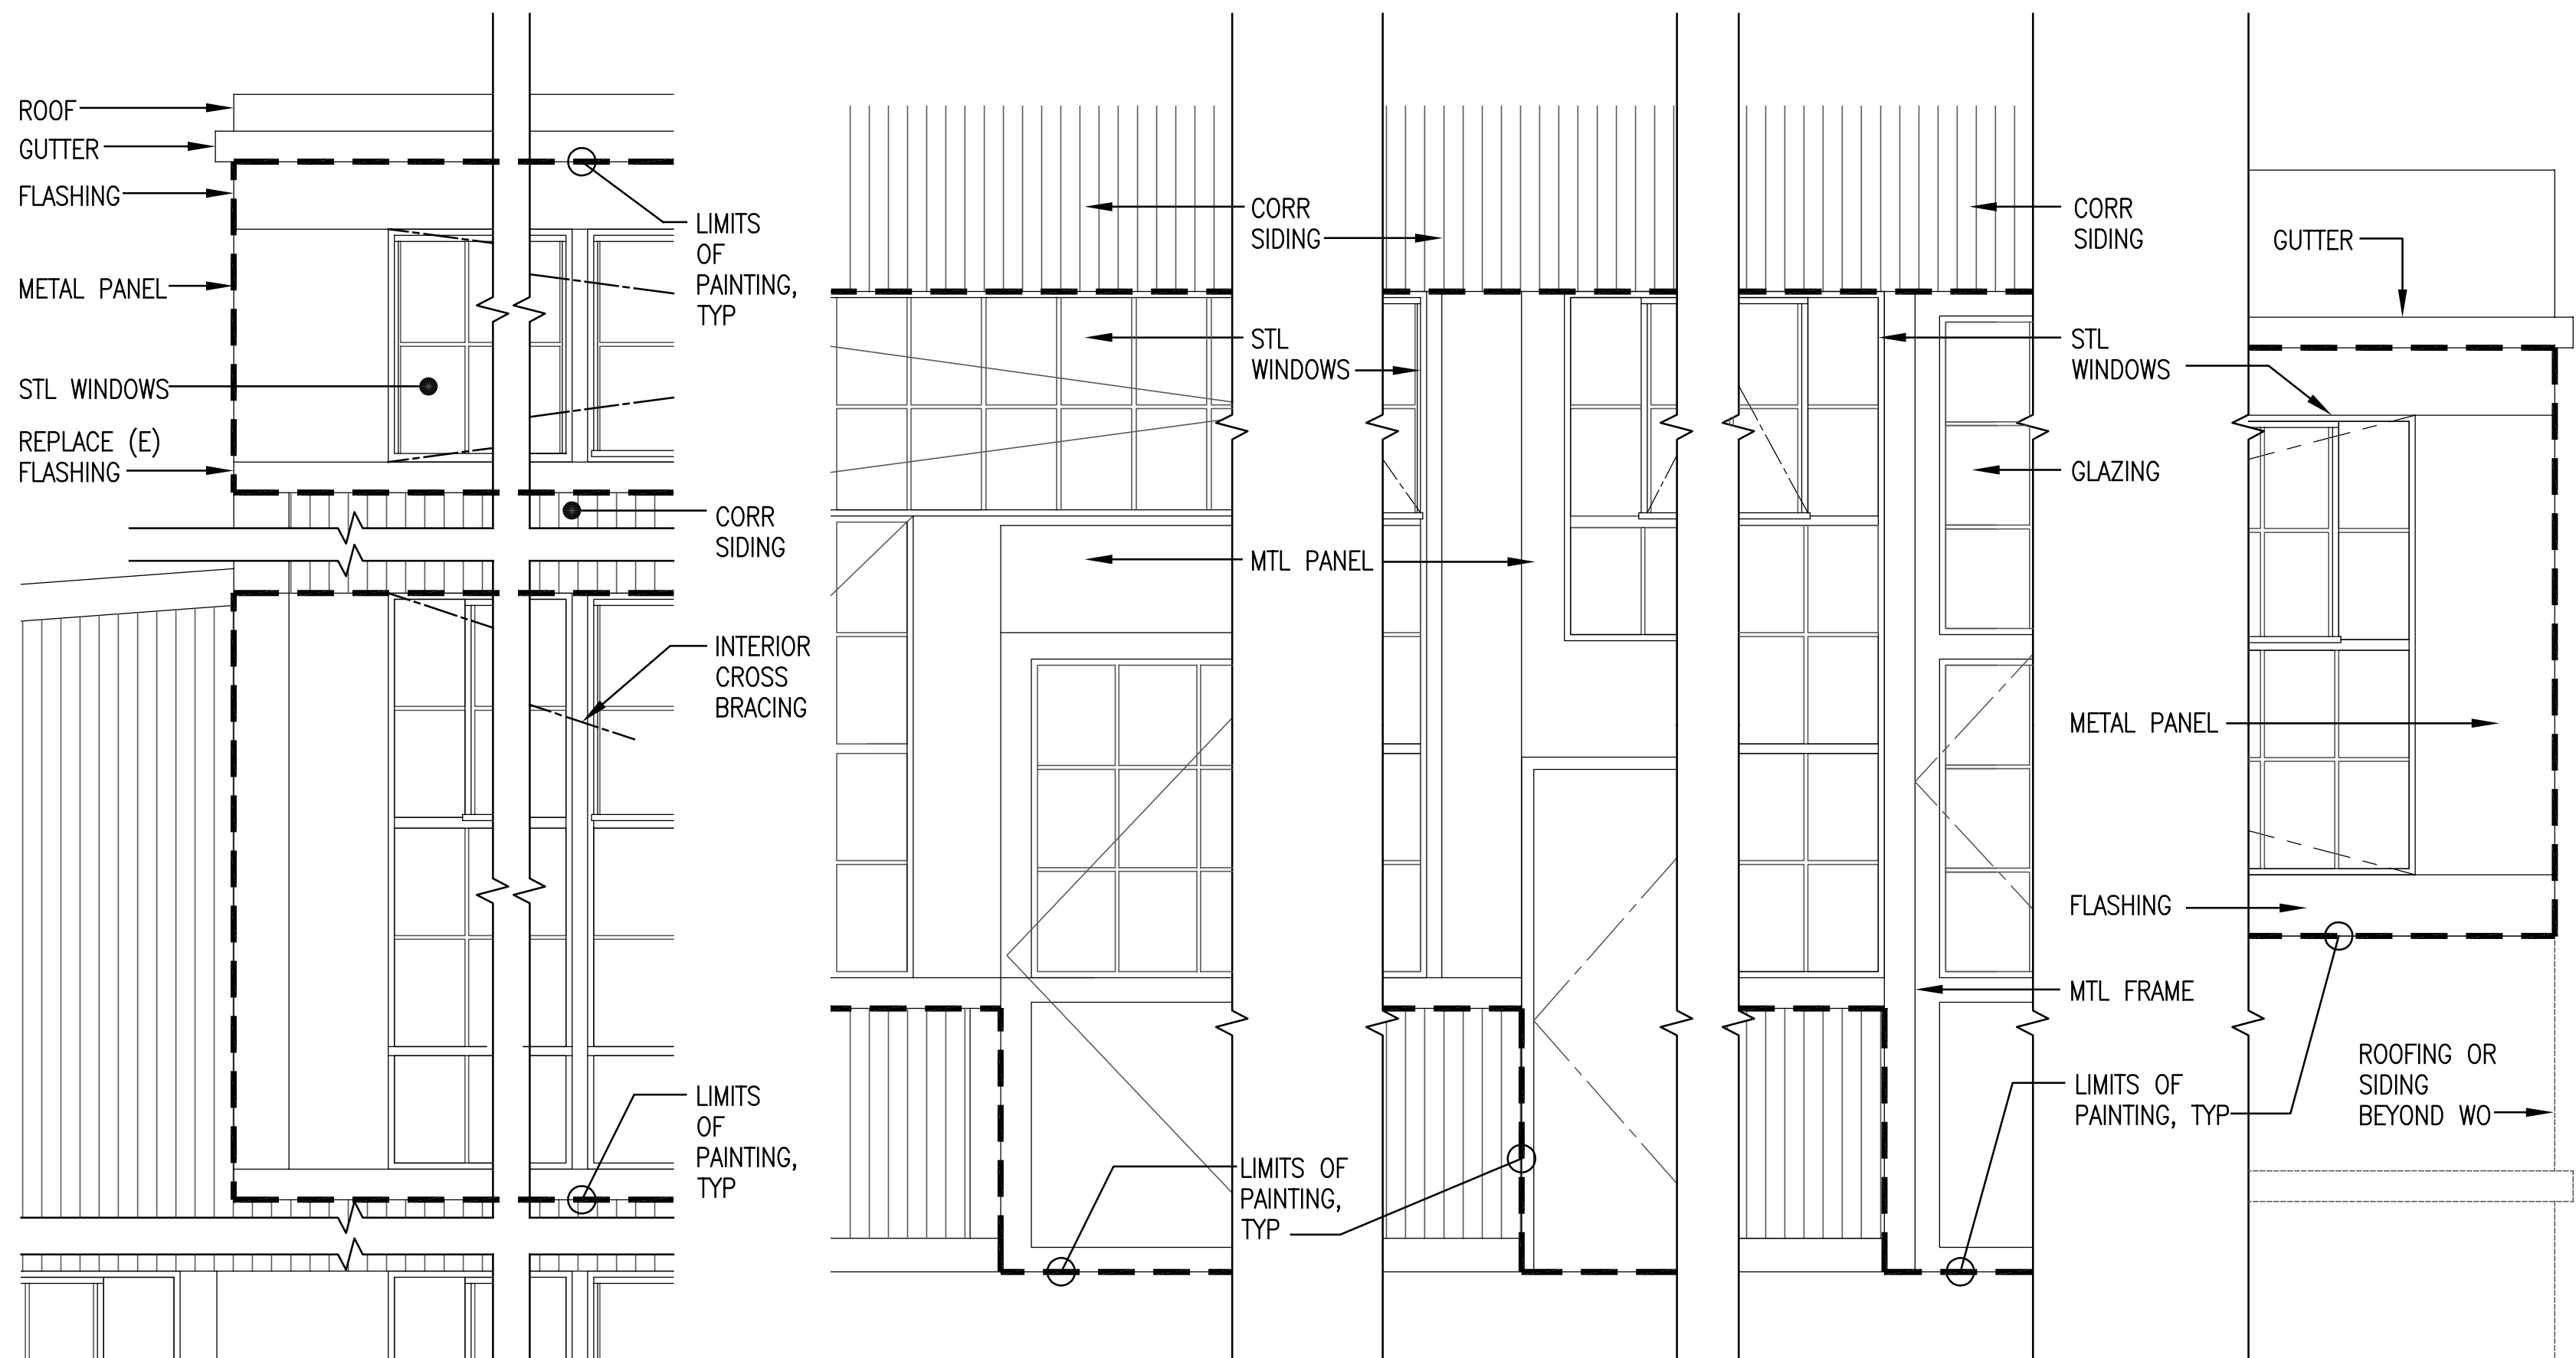 ROOF
GUTTER
FLASHING
METAL PANEL
STL WINDOWS
REPLACE (E)
FLASHING
LIMITS
OF
PAINTING,
TYP
CORR
SIDING
INTERIOR
CROSS
BRACING
LIMITS
OF
PAINTING,
TYP
CORR
SIDING
STL
WINDOWS
MTL PANEL
LIMITS OF
PAINTING,
TYP
CORR
SIDING
STL
WINDOWS
GLAZING
METAL PANEL
FLASHING
MTL FRAME
LIMITS OF
PAINTING, TYP
GUTTER
ROOFING OR
SIDING
BEYOND WO